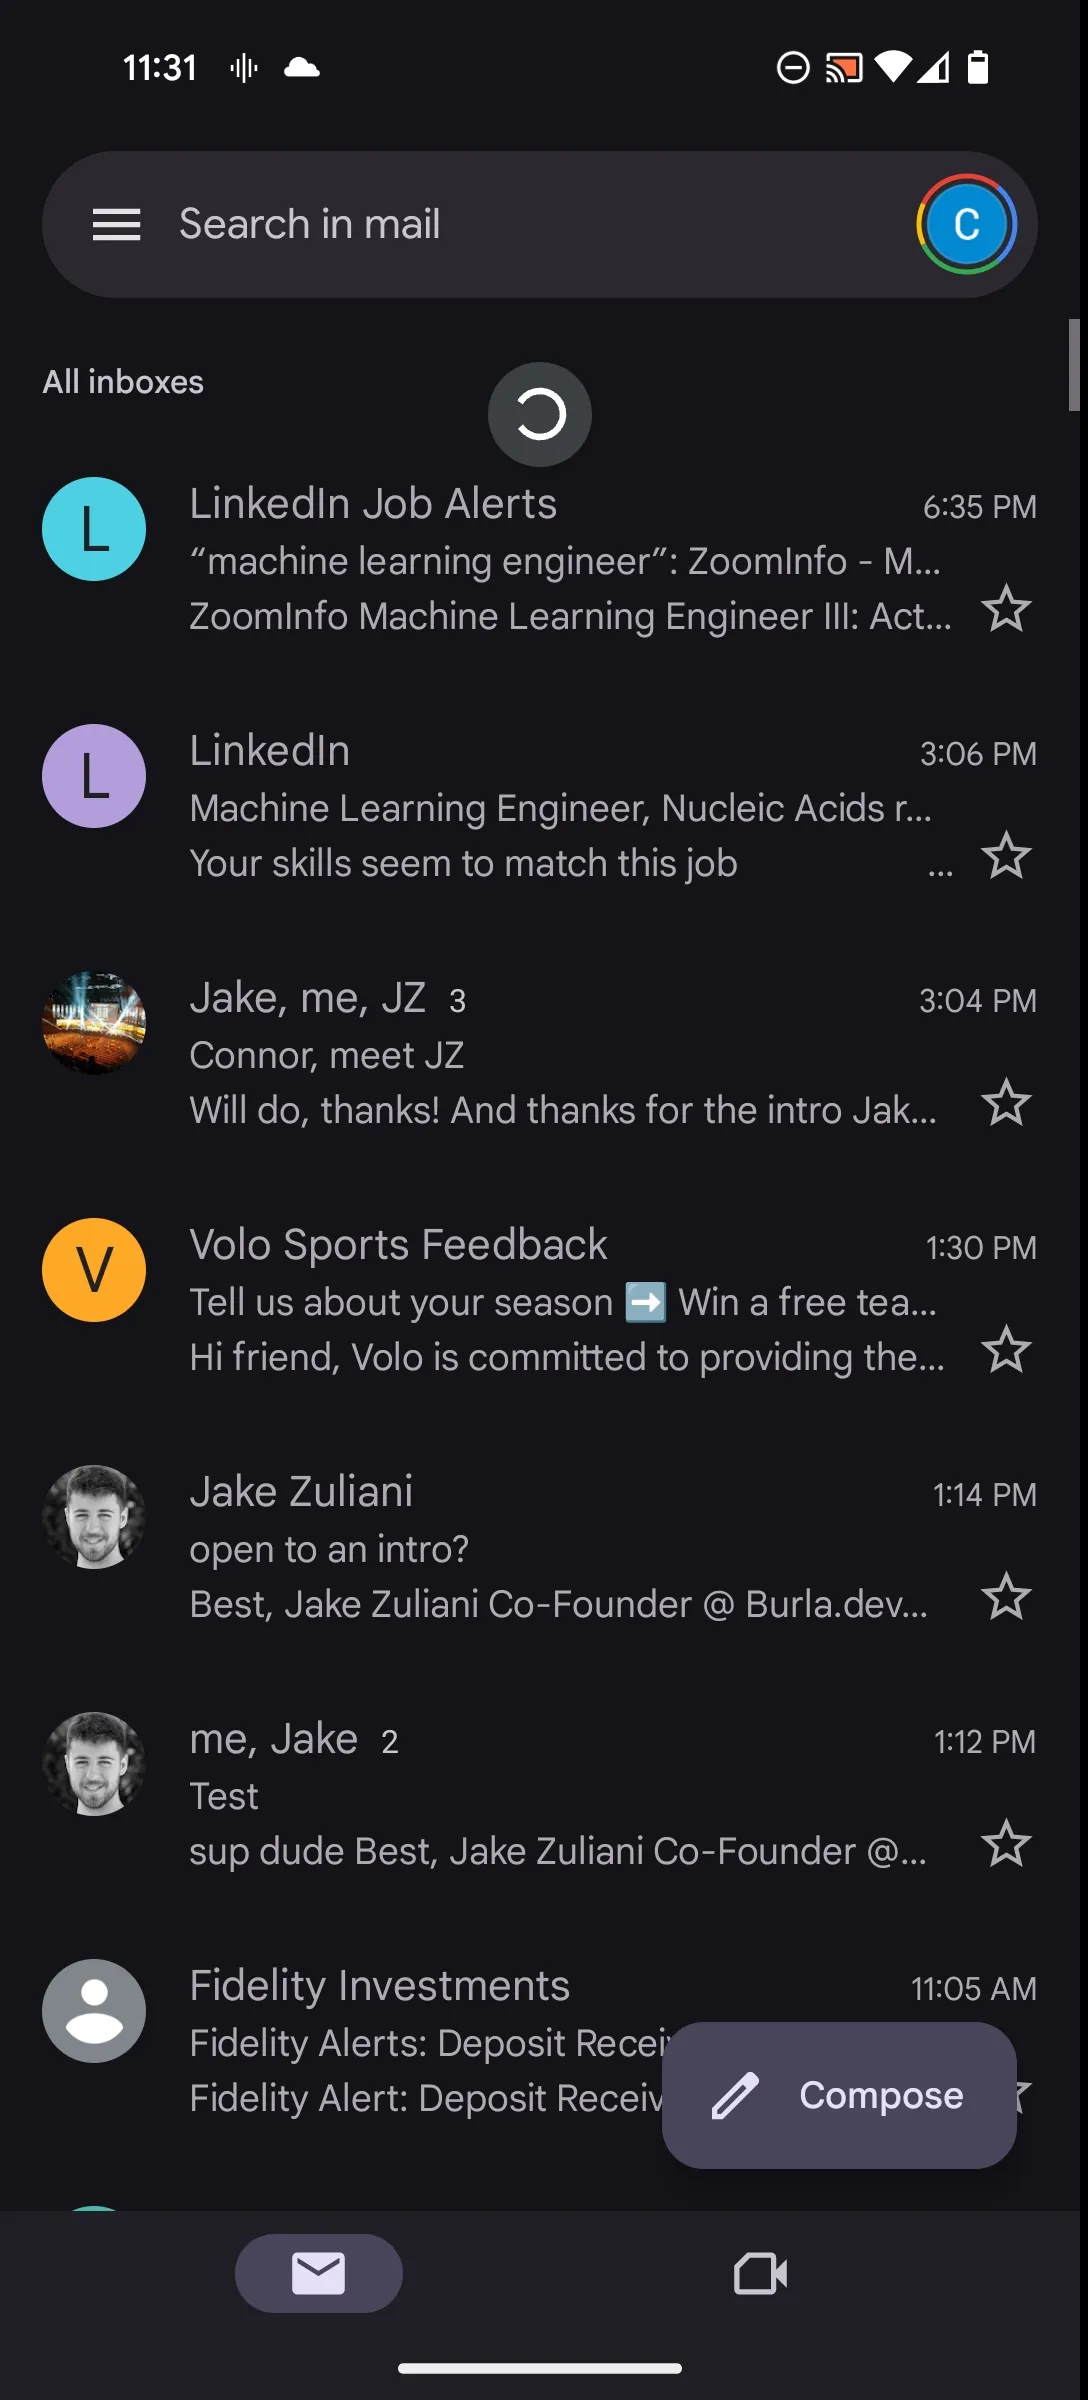 11:31
Search in mail
C
All inboxes
L
LinkedIn Job Alerts 6:35 PM
“machine learning engineer”: ZoomInfo - M...
ZoomInfo Machine Learning Engineer III: Act...
L
LinkedIn 3:06 PM
Machine Learning Engineer, Nucleic Acids r...
Your skills seem to match this job ...
Jake, me, JZ 3 3:04 PM
Connor, meet JZ
Will do, thanks! And thanks for the intro Jak...
V
Volo Sports Feedback 1:30 PM
Tell us about your season ➡️ Win a free tea...
Hi friend, Volo is committed to providing the...
Jake Zuliani 1:14 PM
open to an intro?
Best, Jake Zuliani Co-Founder @ Burla.dev...
me, Jake 2 1:12 PM
Test
sup dude Best, Jake Zuliani Co-Founder @...
Fidelity Investments 11:05 AM
Fidelity Alerts: Deposit
Fidelity Alert: Deposit
Compose